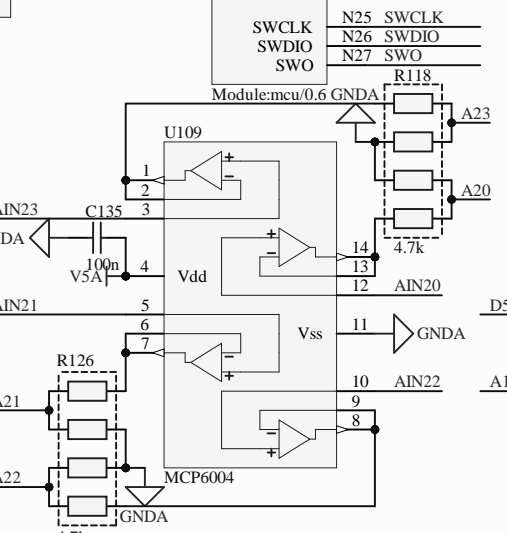 SWCLK N25 SWCLK
SWDIO N26 SWDIO
SWO N27 SWO
R118
Module:mcu/0.6 GNDA
A23
U109
+
1
−
2
AIN23 3 C135
A20
DA
+
14 4.7k
−
13
100n
V5A 4 Vdd
12 AIN20
AIN21 5 D5
6 Vss 11 GNDA
−
7
R126
+
10 AIN22 A1
A21 9
−
8
+
A22 MCP6004
GNDA